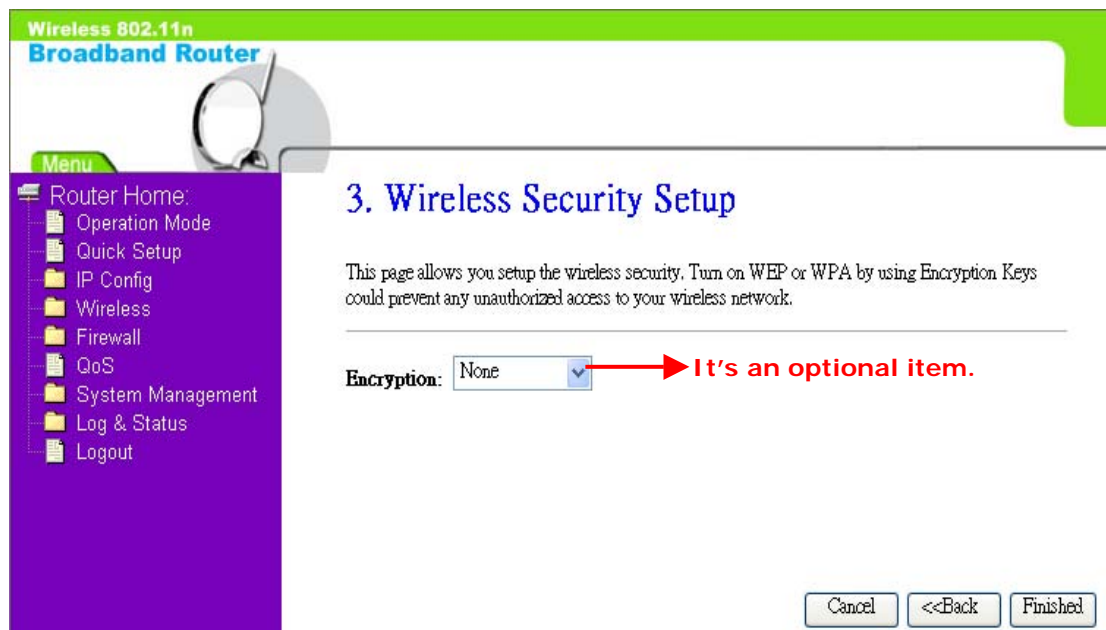 Wireless 802.11n
Broadband Router
Menu
Router Home:
Operation Mode
Quick Setup
IP Config
Wireless
Firewall
QoS
System Management
Log & Status
Logout
3. Wireless Security Setup
This page allows you setup the wireless security. Turn on WEP or WPA by using Encryption Keys
could prevent any unauthorized access to your wireless network.
Encryption: None It's an optional item.
Cancel <<Back Finished